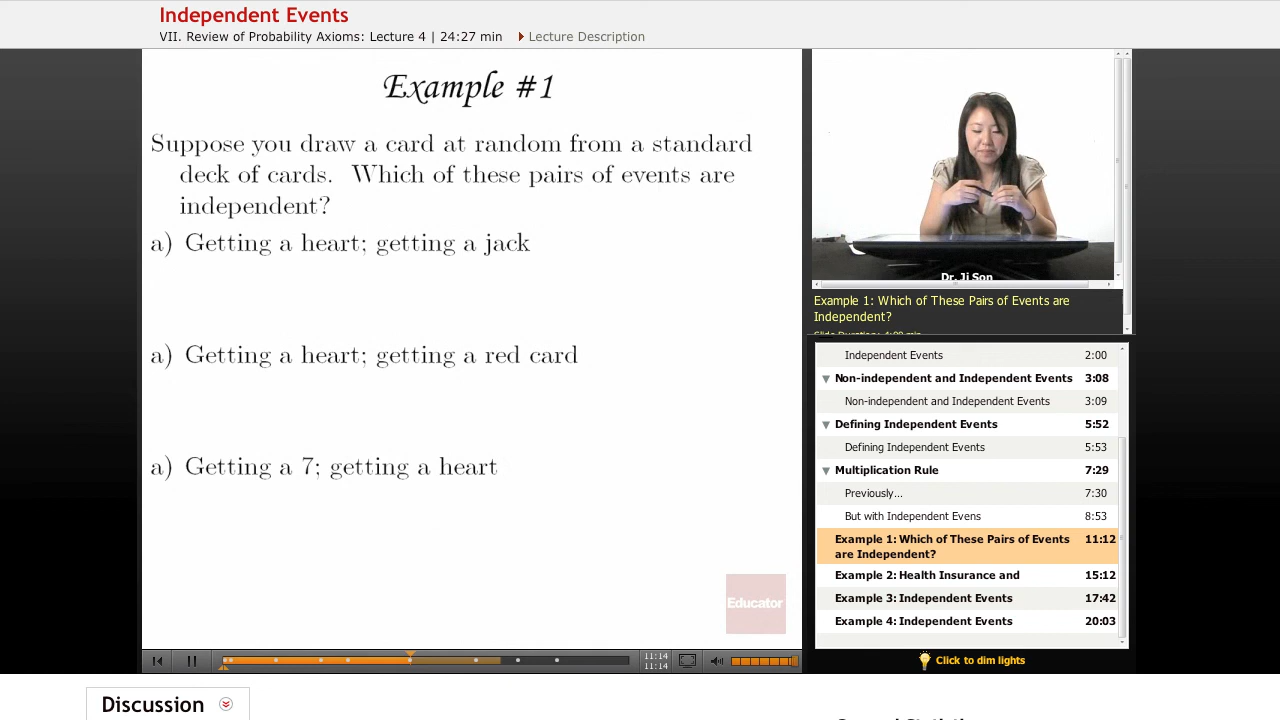 Independent Events
VII. Review of Probability Axioms: Lecture 4 | 24:27 min Lecture Description
Example #1
Suppose you draw a card at random from a standard
deck of cards. Which of these pairs of events are
independent?
a) Getting a heart; getting a jack
a) Getting a heart; getting a red card
a) Getting a 7; getting a heart
Educator
11:14
11:14
Dr. Ji Son
Example 1: Which of These Pairs of Events are
Independent?
Independent Events 2:00
Non-independent and Independent Events 3:08
Non-independent and Independent Events 3:09
Defining Independent Events 5:52
Defining Independent Events 5:53
Multiplication Rule 7:29
Previously... 7:30
But with Independent Evens 8:53
Example 1: Which of These Pairs of Events 11:12
are Independent?
Example 2: Health Insurance and 15:12
Example 3: Independent Events 17:42
Example 4: Independent Events 20:03
Click to dim lights
Discussion